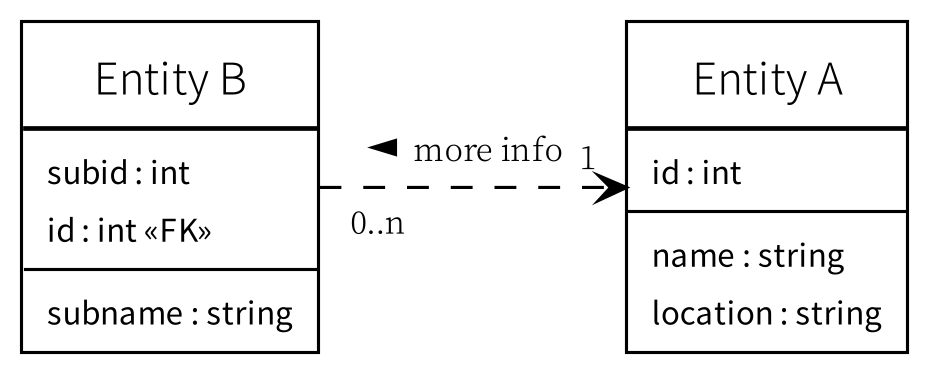 Entity B
subid : int
id : int «FK»
subname : string
◄ more info
1
0..n
Entity A
id : int
name : string
location : string